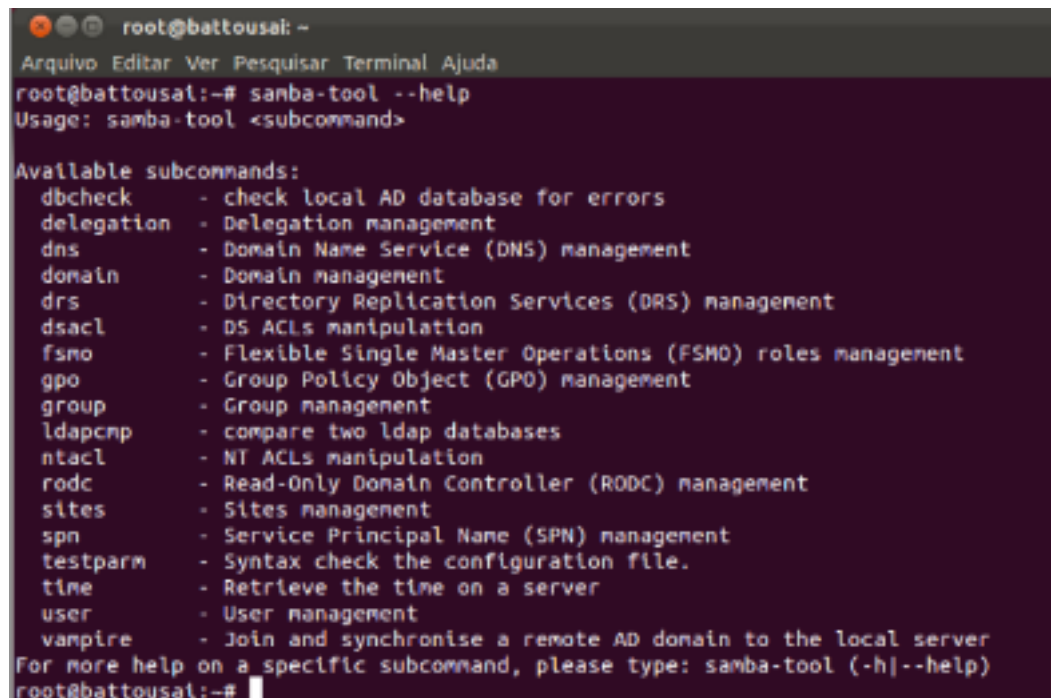 root@battousai: ~
Arquivo Editar Ver Pesquisar Terminal Ajuda
root@battousai:~# samba-tool --help
Usage: samba-tool <subcommand>
Available subcommands:
dbcheck - check local AD database for errors
delegation - Delegation management
dns - Domain Name Service (DNS) management
domain - Domain management
drs - Directory Replication Services (DRS) management
dsacl - DS ACLs manipulation
fsmo - Flexible Single Master Operations (FSMO) roles management
gpo - Group Policy Object (GPO) management
group - Group management
ldapcmp - compare two ldap databases
ntacl - NT ACLs manipulation
rodc - Read-Only Domain Controller (RODC) management
sites - Sites management
spn - Service Principal Name (SPN) management
testparm - Syntax check the configuration file.
time - Retrieve the time on a server
user - User management
vampire - Join and synchronise a remote AD domain to the local server
For more help on a specific subcommand, please type: samba-tool (-h|--help)
root@battousai:~#